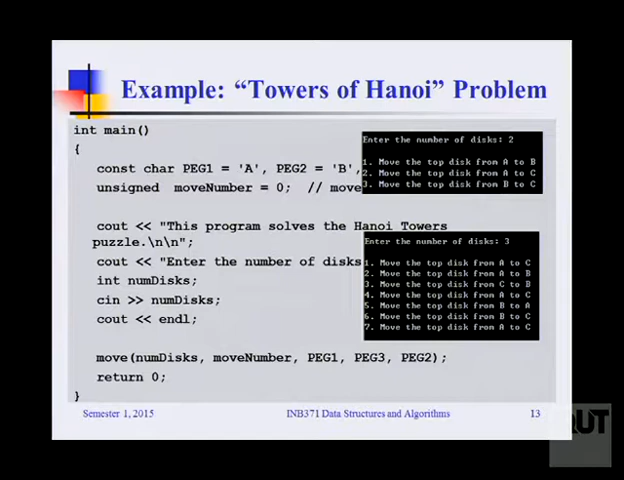 Example: “Towers of Hanoi” Problem
int main()
{
const char PEG1 = 'A', PEG2 = 'B',
unsigned moveNumber = 0; // move
cout << "This program solves the Hanoi Towers
puzzle.\n\n";
cout << "Enter the number of disks
int numDisks;
cin >> numDisks;
cout << endl;
move(numDisks, moveNumber, PEG1, PEG3, PEG2);
return 0;
}
Enter the number of disks: 2
1. Move the top disk from A to B
2. Move the top disk from A to C
3. Move the top disk from B to C
Enter the number of disks: 3
1. Move the top disk from A to C
2. Move the top disk from A to B
3. Move the top disk from C to B
4. Move the top disk from A to C
5. Move the top disk from B to A
6. Move the top disk from B to C
7. Move the top disk from A to C
Semester 1, 2015
INB371 Data Structures and Algorithms
13
QUT